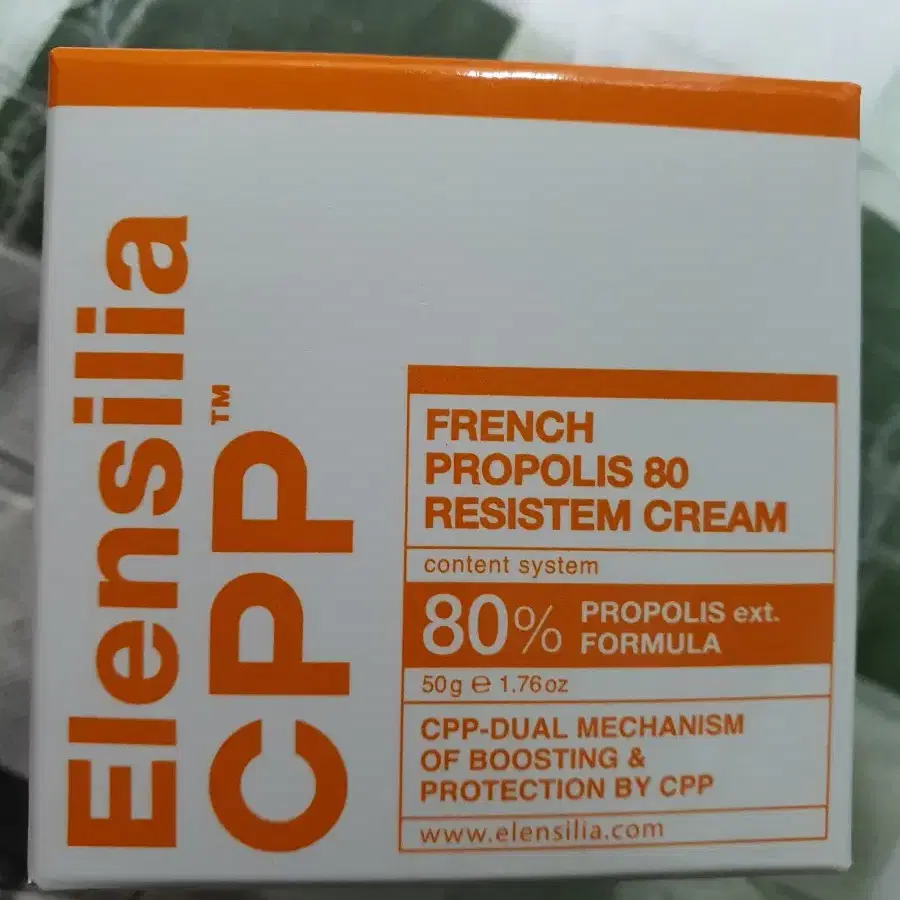 Elensilia
CPP™
FRENCH
PROPOLIS 80
RESISTEM CREAM
content system
80% PROPOLIS ext.
FORMULA
50g ℮ 1.76oz
CPP-DUAL MECHANISM
OF BOOSTING &
PROTECTION BY CPP
www.elensilia.com